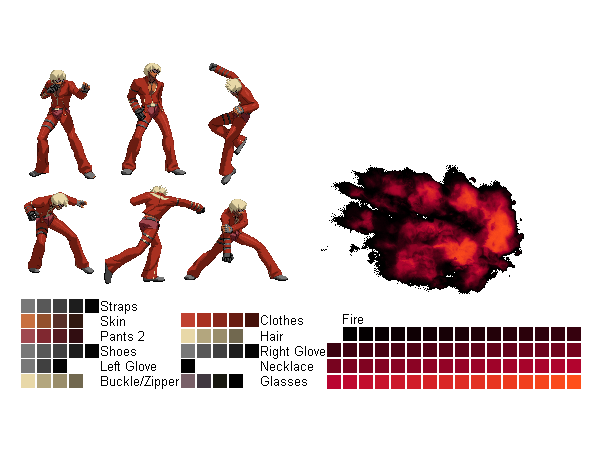 Straps
Skin
Pants 2
Shoes
Left Glove
Buckle/Zipper
Clothes
Hair
Right Glove
Necklace
Glasses
Fire